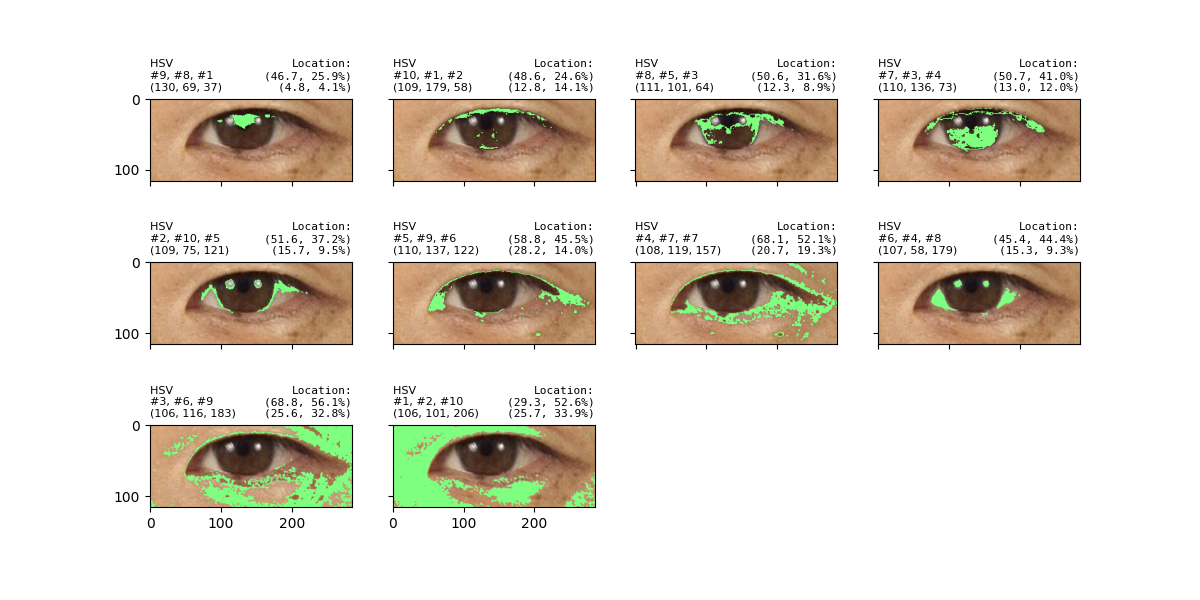 HSV Location:
#9, #8, #1 (46.7, 25.9%)
(130, 69, 37) (4.8, 4.1%)
HSV Location:
#10, #1, #2 (48.6, 24.6%)
(109, 179, 58) (12.8, 14.1%)
HSV Location:
#8, #5, #3 (50.6, 31.6%)
(111, 101, 64) (12.3, 8.9%)
HSV Location:
#7, #3, #4 (50.7, 41.0%)
(110, 136, 73) (13.0, 12.0%)
0
100
HSV Location:
#2, #10, #5 (51.6, 37.2%)
(109, 75, 121) (15.7, 9.5%)
HSV Location:
#5, #9, #6 (58.8, 45.5%)
(110, 137, 122) (28.2, 14.0%)
HSV Location:
#4, #7, #7 (68.1, 52.1%)
(108, 119, 157) (20.7, 19.3%)
HSV Location:
#6, #4, #8 (45.4, 44.4%)
(107, 58, 179) (15.3, 9.3%)
0
100
HSV Location:
#3, #6, #9 (68.8, 56.1%)
(106, 116, 183) (25.6, 32.8%)
HSV Location:
#1, #2, #10 (29.3, 52.6%)
(106, 101, 206) (25.7, 33.9%)
0
100
0 100 200
0 100 200